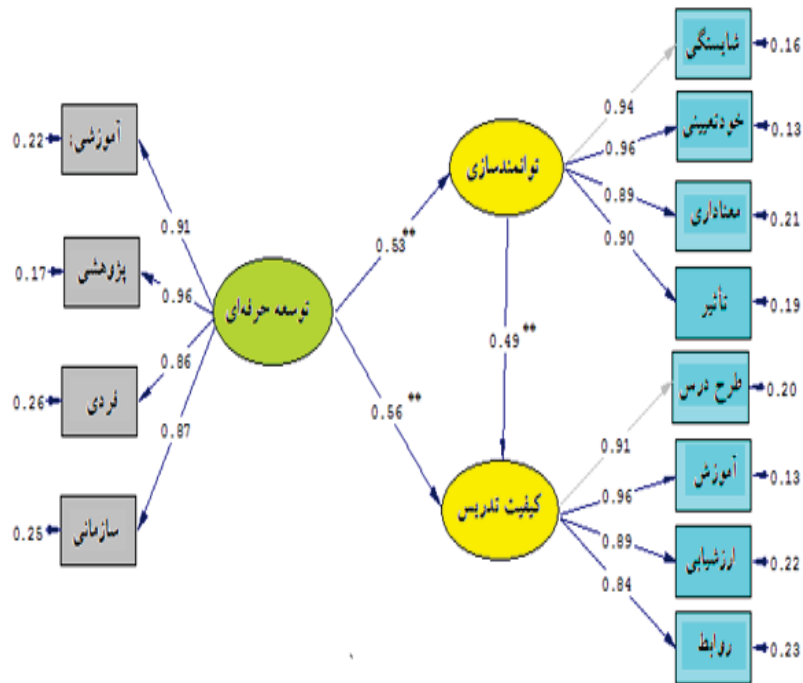 آموزشی:
0.22
0.91
پژوهشی
0.17
0.96
فردی
0.26
0.86
سازمانی
0.25
0.87
توسعه حرفه‌ای
0.53**
0.56 **
توانمندسازی
0.49 **
کیفیت تدریس
شایستگی
0.16
0.94
خودتعیینی
0.13
0.96
معناداری
0.21
0.89
تأثیر
0.19
0.90
طرح درس
0.20
0.91
آموزش
0.13
0.96
ارزشیابی
0.22
0.89
روابط
0.23
0.84